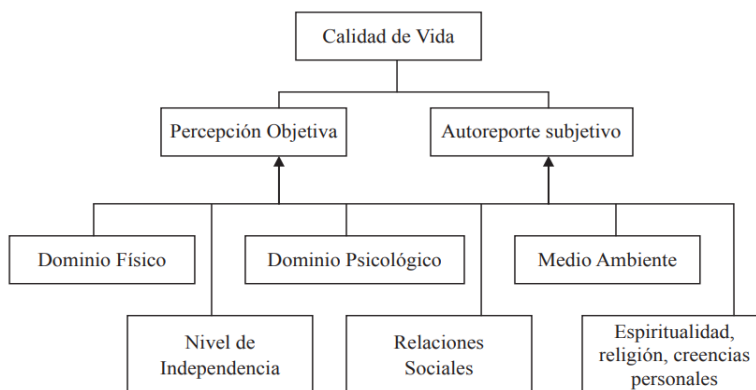 Calidad de Vida
Percepción Objetiva
Autoreporte subjetivo
Dominio Físico
Dominio Psicológico
Medio Ambiente
Nivel de
Independencia
Relaciones
Sociales
Espiritualidad,
religión, creencias
personales